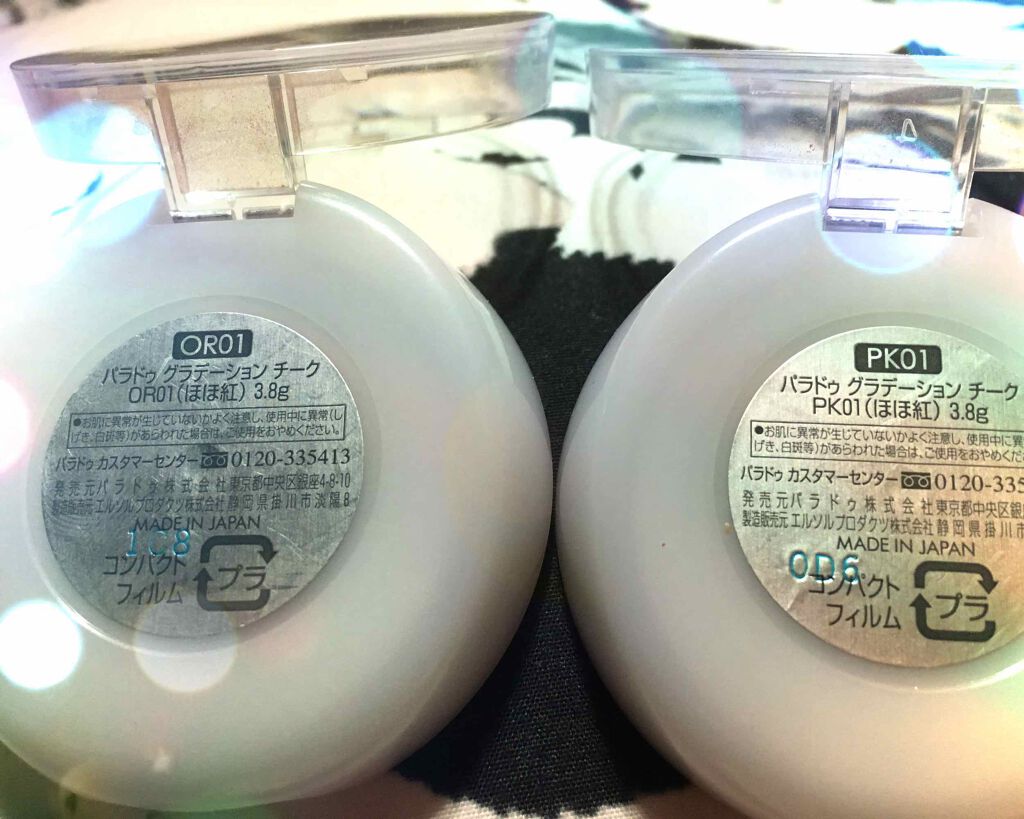 OR01
パラドゥ グラデーション チーク
OR01(ほほ紅) 3.8g
●お肌に異常が生じていないかよく注意し、使用中に異常(し
げき、白斑等)があらわれた場合は、ご使用をおやめください。
パラドゥ カスタマーセンター 0120-335413
発売元パラドゥ株式会社 東京都中央区銀座4-8-10
製造販売元 エルソルプロダクツ株式会社 静岡県掛川市淡陽8
MADE IN JAPAN
1C8
コンパクト
フィルム
プラ
PK01
パラドゥ グラデーション チーク
PK01(ほほ紅) 3.8g
●お肌に異常が生じていないかよく注意し、使用中に異
げき、白斑等)があらわれた場合は、ご使用をおやめくだ
パラドゥ カスタマーセンター 0120-335
発売元パラドゥ株式会社 東京都中央区銀
製造販売元 エルソルプロダクツ株式会社 静岡県掛川市
MADE IN JAPAN
0D6
コンパクト
フィルム
プラ